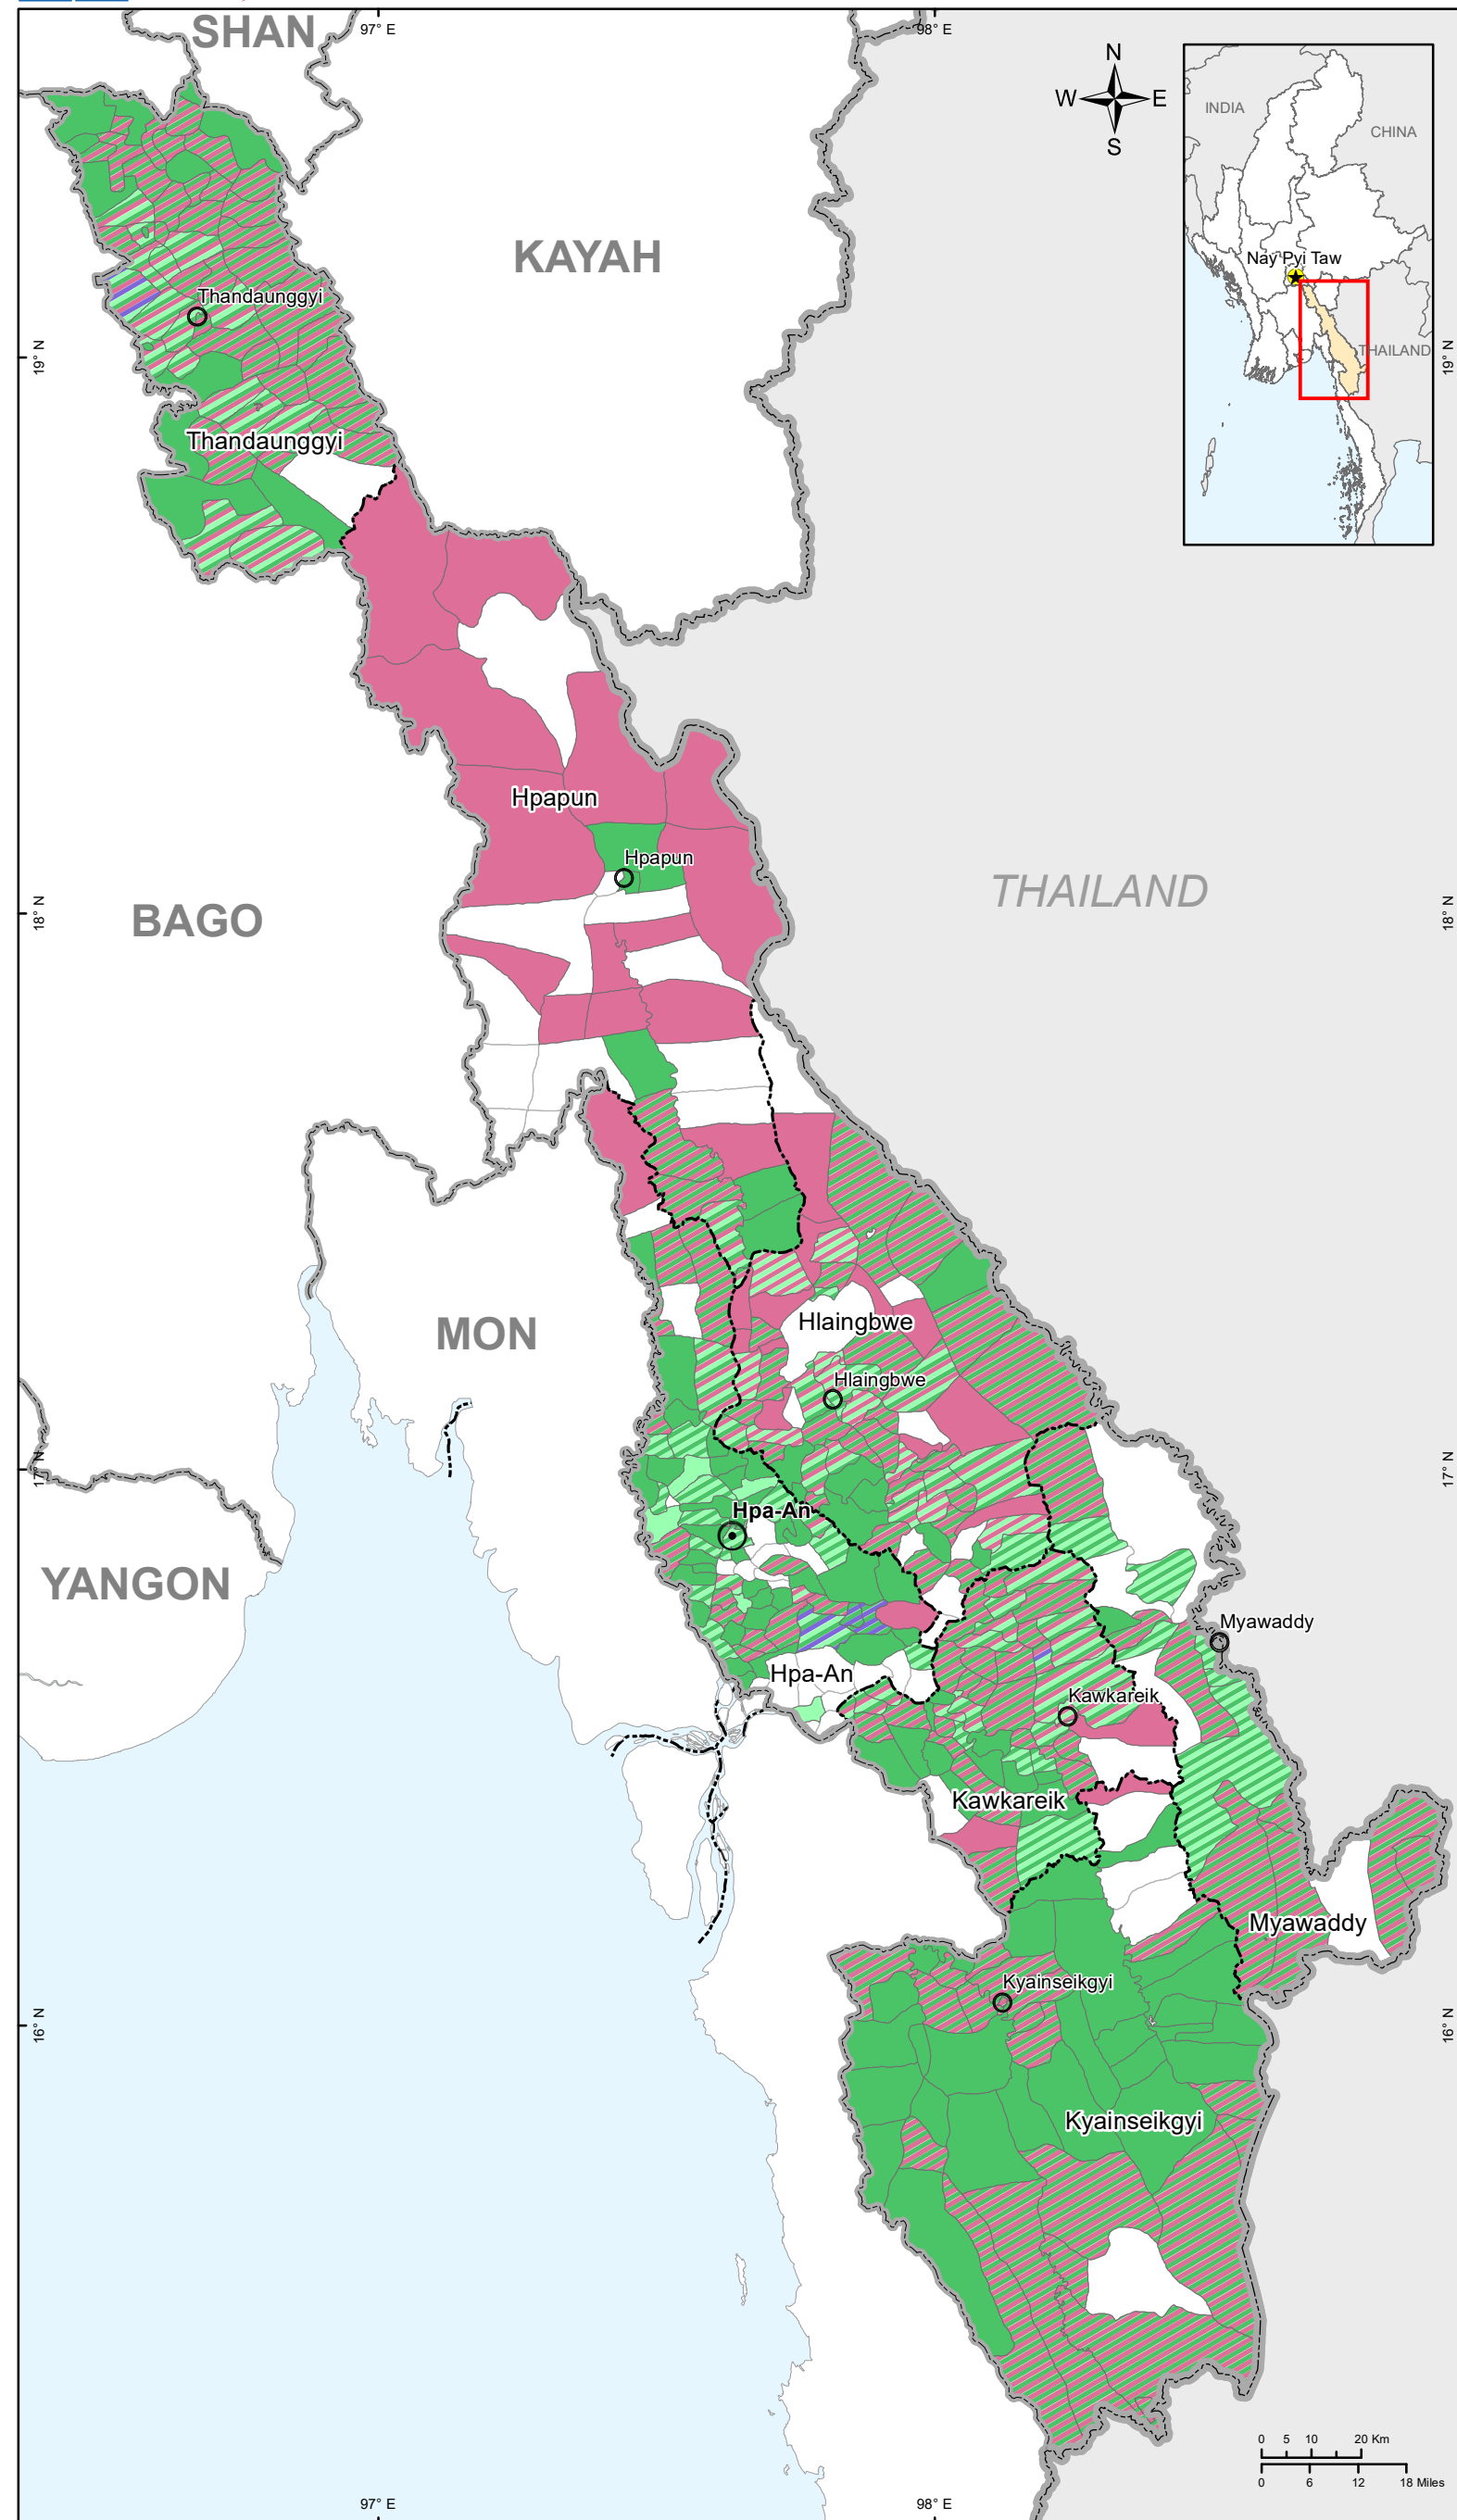 SHAN
97° E
98° E
N
W E
S
INDIA
CHINA
Nay Pyi Taw
THAILAND
KAYAH
Thandaunggyi
19° N
19° N
Thandaunggyi
Hpapun
Hpapun
THAILAND
BAGO
18° N
18° N
MON
Hlaingbwe
Hlaingbwe
17° N
17° N
Hpa-An
YANGON
Myawaddy
Hpa-An
Kawkareik
Kawkareik
Myawaddy
Kyainseikgyi
16° N
16° N
Kyainseikgyi
0 5 10 20 Km
0 6 12 18 Miles
97° E
98° E